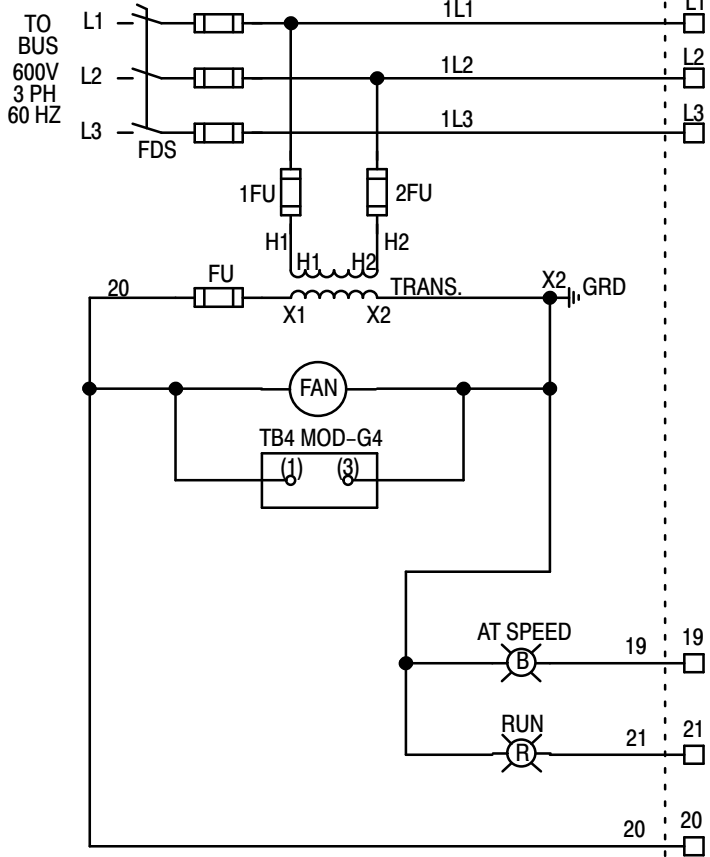 TO
BUS
600V
3 PH
60 HZ
L1
1L1
L1
L2
1L2
L2
L3
1L3
L3
FDS
1FU
2FU
H1
H2
H1
H2
20
FU
X1
X2
TRANS.
X2
GRD
FAN
TB4 MOD-G4
(1)
(3)
AT SPEED
B
19
19
RUN
R
21
21
20
20